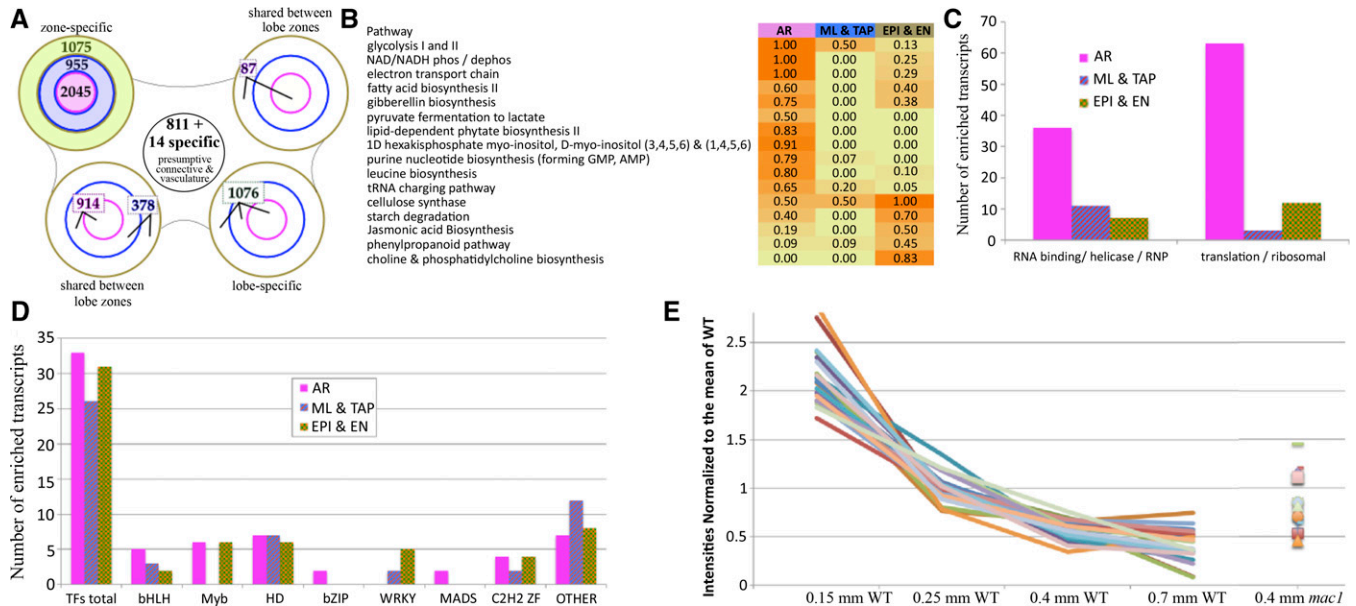 A
zone-specific
1075
955
2045
shared between
lobe zones
87
811 +
14 specific
presumptive
connective &
vasculature
914
378
shared between
lobe zones
1076
lobe-specific
B
Pathway
glycolysis I and II
NAD/NADH phos / dephos
electron transport chain
fatty acid biosynthesis II
gibberellin biosynthesis
pyruvate fermentation to lactate
lipid-dependent phytate biosynthesis II
1D hexakisphosphate myo-inositol, D-myo-inositol (3,4,5,6) & (1,4,5,6)
purine nucleotide biosynthesis (forming GMP, AMP)
leucine biosynthesis
tRNA charging pathway
cellulose synthase
starch degradation
Jasmonic acid Biosynthesis
phenylpropanoid pathway
choline & phosphatidylcholine biosynthesis
AR ML & TAP EPI & EN
1.00 0.50 0.13
1.00 0.00 0.25
1.00 0.00 0.29
0.60 0.00 0.40
0.75 0.00 0.38
0.50 0.00 0.00
0.83 0.00 0.00
0.91 0.00 0.00
0.79 0.07 0.00
0.80 0.00 0.10
0.65 0.20 0.05
0.50 0.50 1.00
0.40 0.00 0.70
0.19 0.00 0.50
0.09 0.09 0.45
0.00 0.00 0.83
C
Number of enriched transcripts
70
60
50
40
30
20
10
0
AR
ML & TAP
EPI & EN
RNA binding/ helicase / RNP
translation / ribosomal
D
Number of enriched transcripts
35
30
25
20
15
10
5
0
AR
ML & TAP
EPI & EN
TFs total bHLH Myb HD bZIP WRKY MADS C2H2 ZF OTHER
E
Intensities Normalized to the mean of WT
2.5
2
1.5
1
0.5
0
0.15 mm WT 0.25 mm WT 0.4 mm WT 0.7 mm WT 0.4 mm mac1